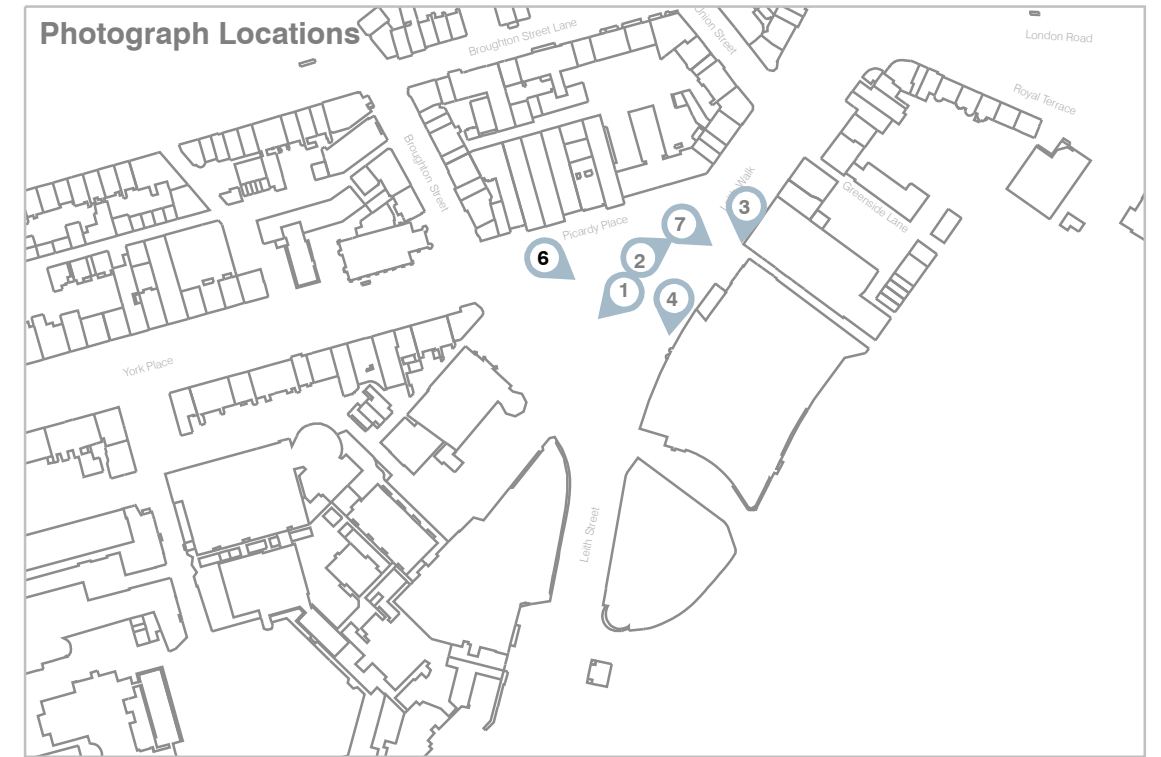 Photograph Locations
Broughton Street Lane
Union Street
London Road
Royal Terrace
Broughton Street
Leith Walk
Greenside Lane
Picardy Place
3
7
6
2
1
4
York Place
Leith Street